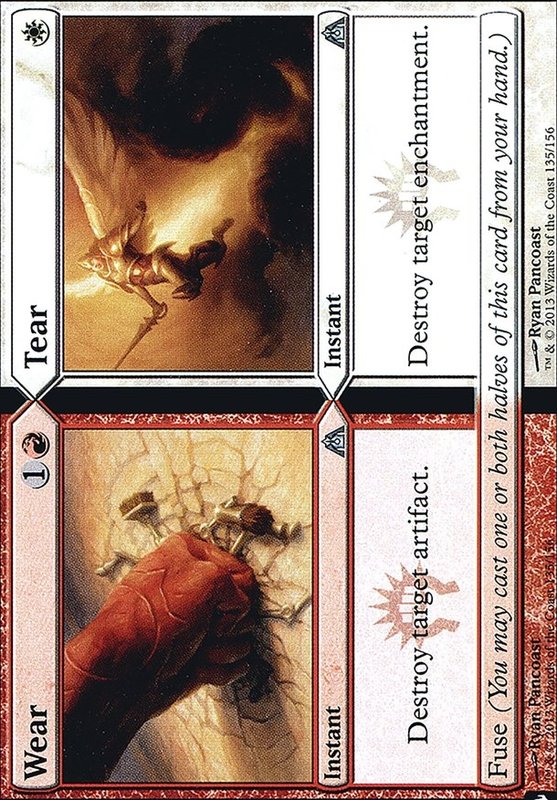 Wear
1
Instant
Destroy target artifact.
Tear
Instant
Destroy target enchantment.
Fuse (You may cast one or both halves of this card from your hand.)
Ryan Pancoast
Ryan Pancoast
™ & © 2013 Wizards of the Coast 135/156